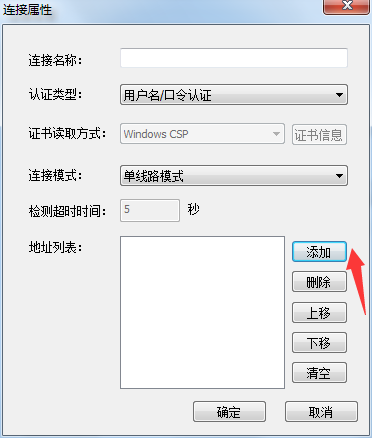 连接属性
连接名称：
认证类型： 用户名/口令认证
证书读取方式： Windows CSP 证书信息
连接模式： 单线路模式
检测超时时间： 5 秒
地址列表： 添加
删除
上移
下移
清空
确定 取消